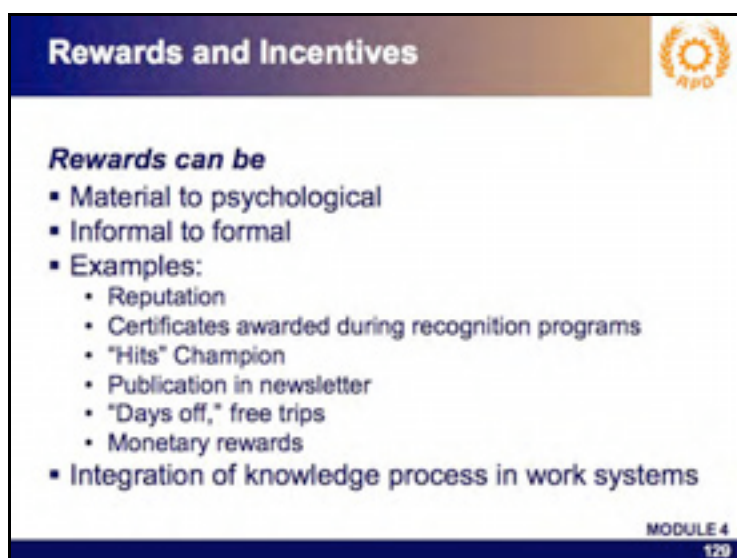 Rewards and Incentives
APO
Rewards can be
▪ Material to psychological
▪ Informal to formal
▪ Examples:
• Reputation
• Certificates awarded during recognition programs
• "Hits" Champion
• Publication in newsletter
• "Days off," free trips
• Monetary rewards
▪ Integration of knowledge process in work systems
MODULE 4
129